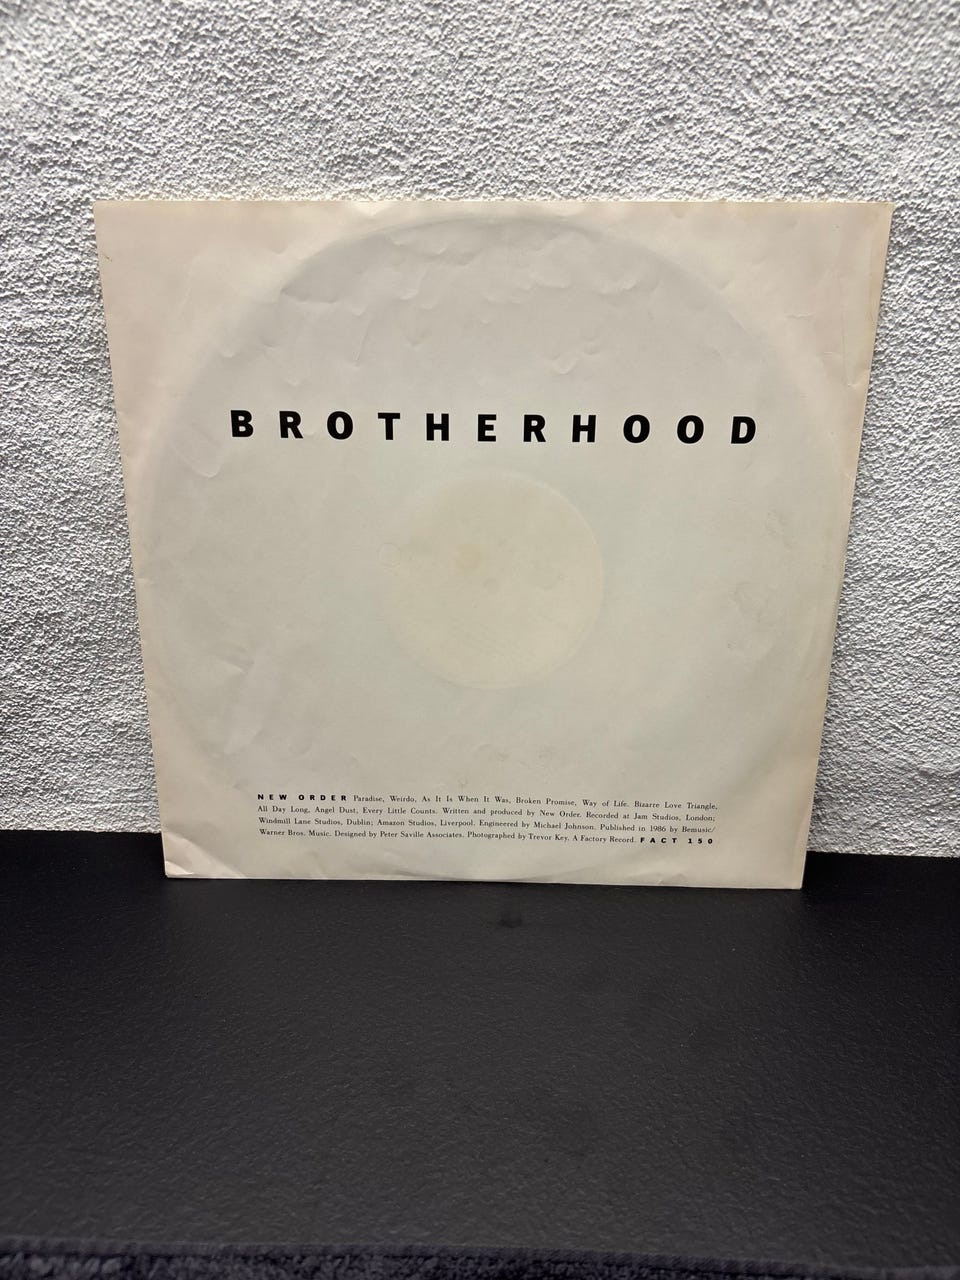 BROTHERHOOD
NEW ORDER Paradise, Weirdo, As It Is When It Was, Broken Promise, Way of Life. Bizarre Love Triangle,
All Day Long, Angel Dust, Every Little Counts. Written and produced by New Order. Recorded at Jam Studios, London;
Windmill Lane Studios, Dublin; Amazon Studios, Liverpool. Engineered by Michael Johnson. Published in 1986 by Bemusic/
Warner Bros. Music. Designed by Peter Saville Associates. Photographed by Trevor Key. A Factory Record. FACT 150